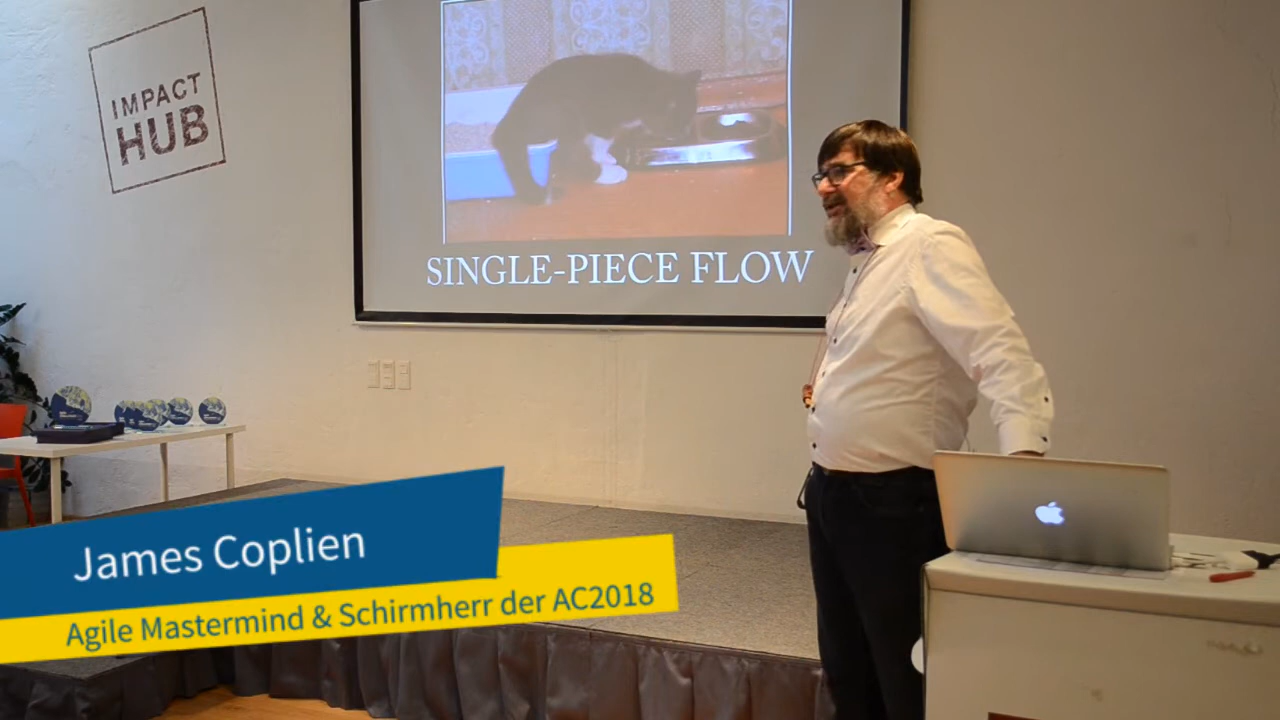 IMPACT
HUB
SINGLE-PIECE FLOW
James Coplien
Agile Mastermind & Schirmherr der AC2018